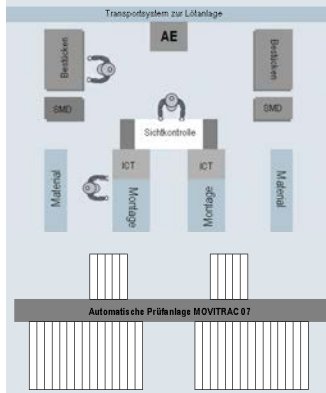 Transportsystem zur Lötanlage
AE
Bestücken
Bestücken
SMD
SMD
Sichtkontrolle
ICT
ICT
Material
Montage
Montage
Material
Automatische Prüfanlage MOVITRAC 07